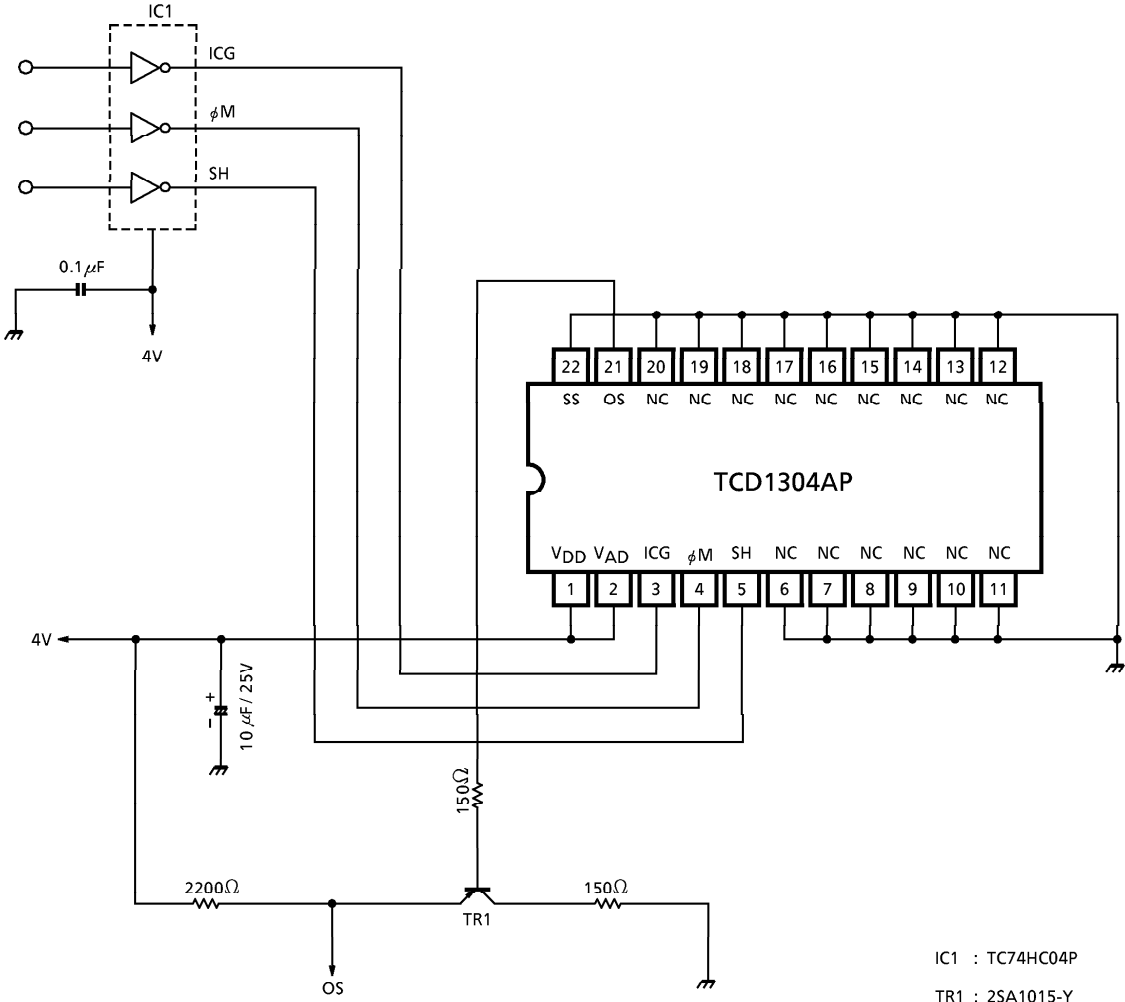 IC1
ICG
φM
SH
0.1μF
4V
22 21 20 19 18 17 16 15 14 13 12
SS OS NC NC NC NC NC NC NC NC NC
TCD1304AP
VDD VAD ICG φM SH NC NC NC NC NC NC
1 2 3 4 5 6 7 8 9 10 11
4V
+
-
10 μF / 25V
150Ω
2200Ω
150Ω
TR1
OS
IC1 : TC74HC04P
TR1 : 2SA1015-Y